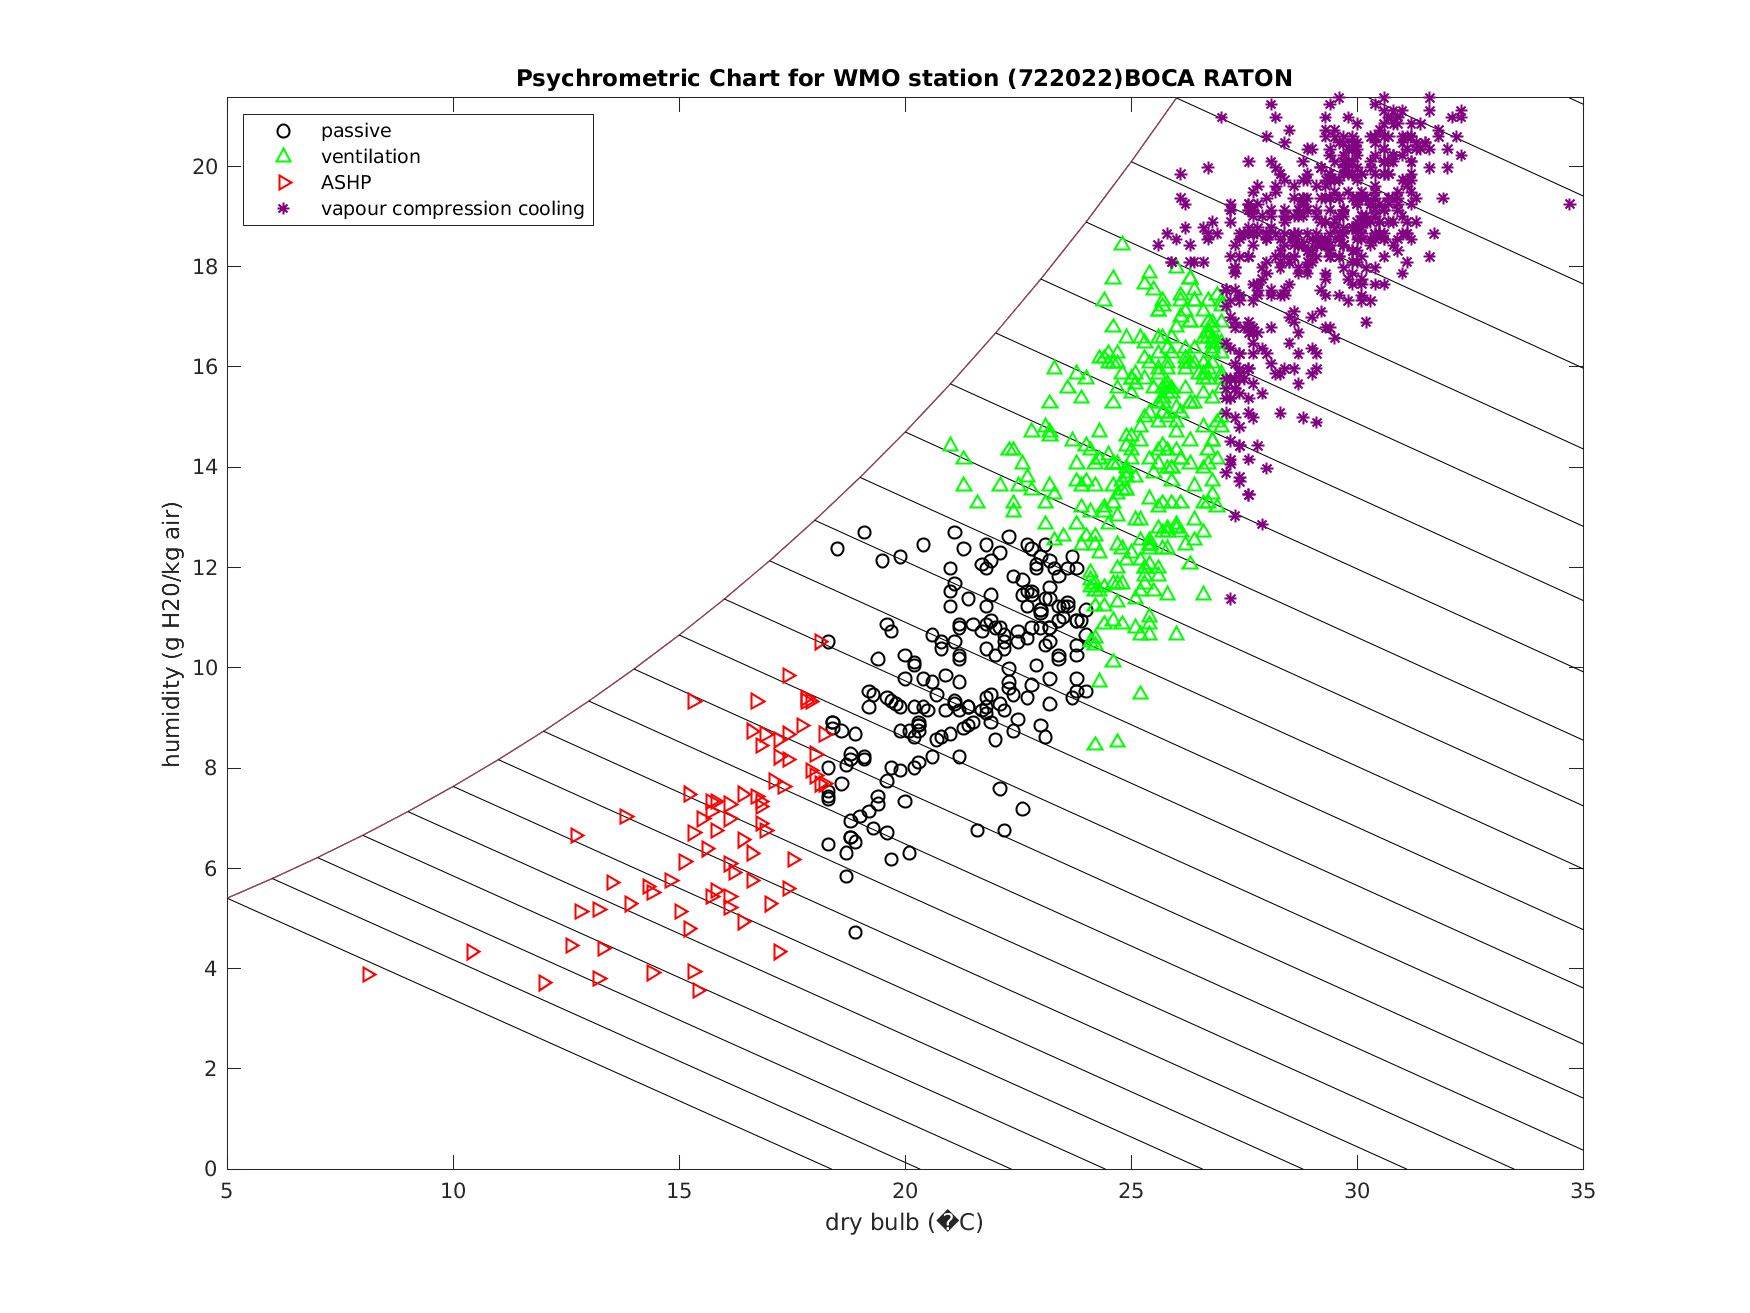 Psychrometric Chart for WMO station (722022)BOCA RATON
passive
ventilation
ASHP
vapour compression cooling
humidity (g H20/kg air)
20
18
16
14
12
10
8
6
4
2
0
5 10 15 20 25 30 35
dry bulb (�C)